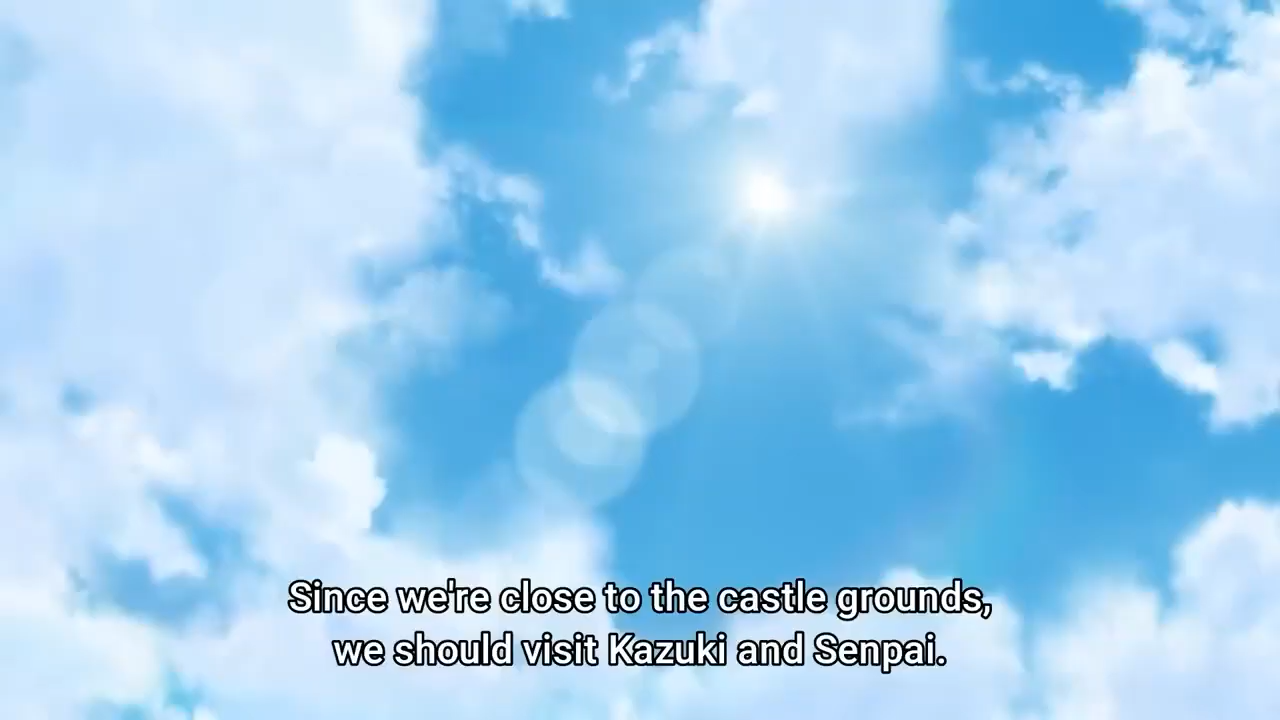 Since we're close to the castle grounds,
we should visit Kazuki and Senpai.